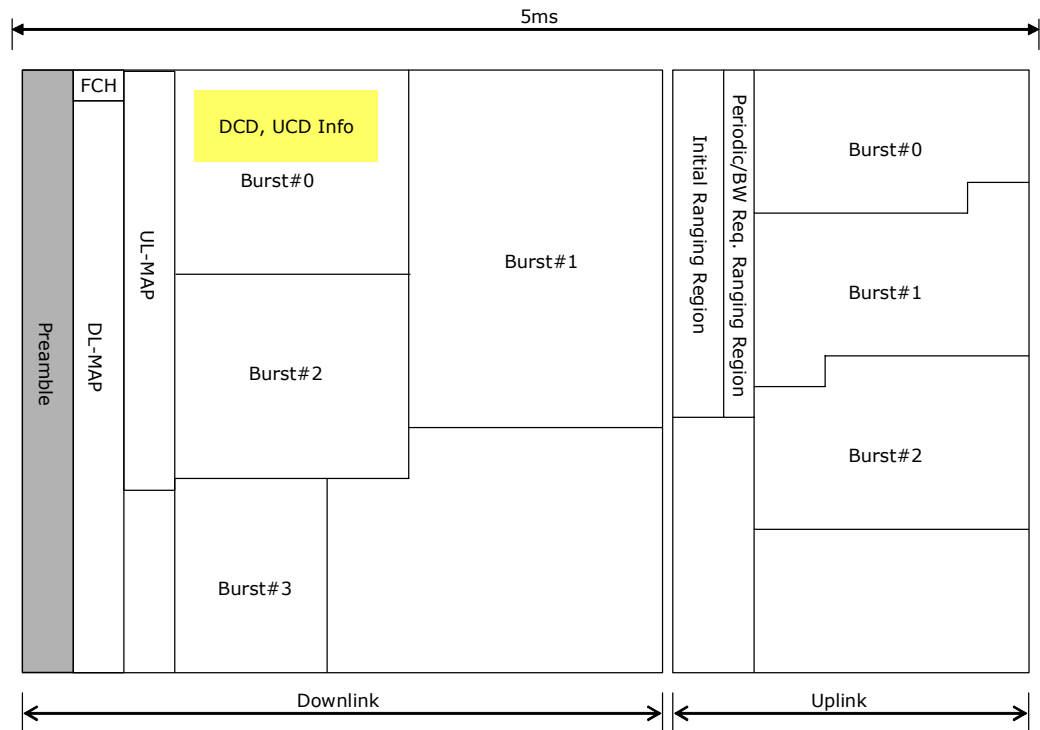 5ms
FCH
DCD, UCD Info
Burst#0
Burst#1
Burst#2
Burst#3
Preamble
DL-MAP
UL-MAP
Initial Ranging Region
Periodic/BW Req. Ranging Region
Burst#0
Burst#1
Burst#2
Downlink
Uplink